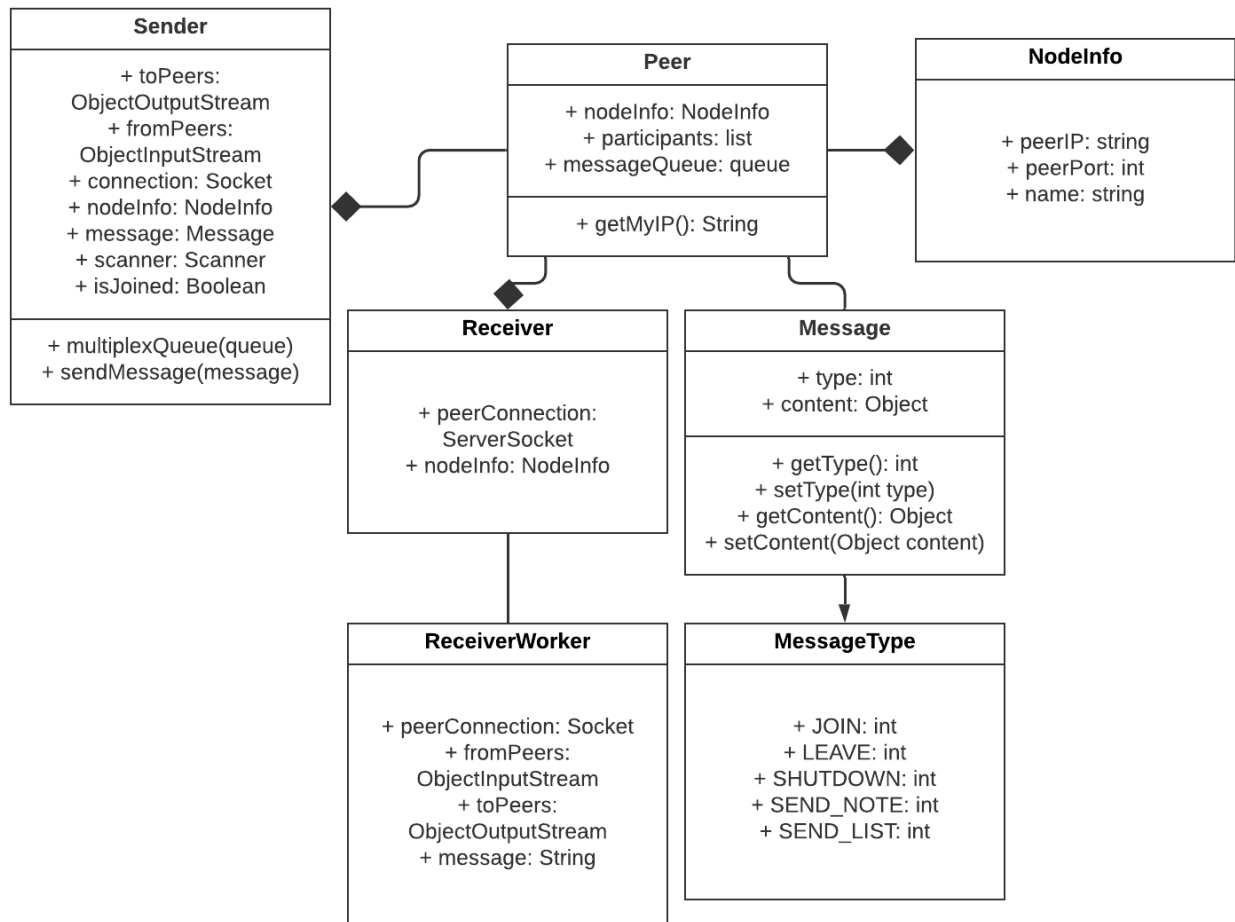 Sender
+ toPeers:
ObjectOutputStream
+ fromPeers:
ObjectInputStream
+ connection: Socket
+ nodeInfo: NodeInfo
+ message: Message
+ scanner: Scanner
+ isJoined: Boolean
+ multiplexQueue(queue)
+ sendMessage(message)
Peer
+ nodeInfo: NodeInfo
+ participants: list
+ messageQueue: queue
+ getMyIP(): String
NodeInfo
+ peerIP: string
+ peerPort: int
+ name: string
Receiver
+ peerConnection:
ServerSocket
+ nodeInfo: NodeInfo
Message
+ type: int
+ content: Object
+ getType(): int
+ setType(int type)
+ getContent(): Object
+ setContent(Object content)
ReceiverWorker
+ peerConnection: Socket
+ fromPeers:
ObjectInputStream
+ toPeers:
ObjectOutputStream
+ message: String
MessageType
+ JOIN: int
+ LEAVE: int
+ SHUTDOWN: int
+ SEND_NOTE: int
+ SEND_LIST: int